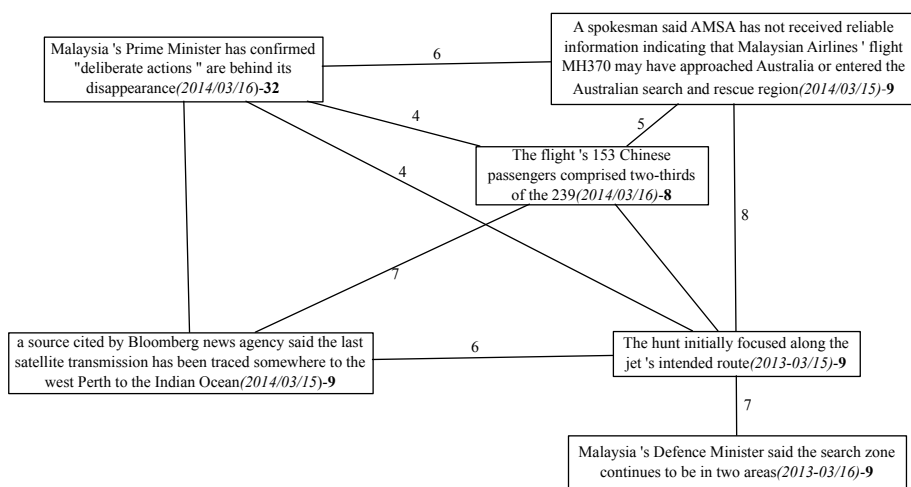 Malaysia 's Prime Minister has confirmed
"deliberate actions " are behind its
disappearance(2014/03/16)-32
6
A spokesman said AMSA has not received reliable
information indicating that Malaysian Airlines ' flight
MH370 may have approached Australia or entered the
Australian search and rescue region(2014/03/15)-9
4
5
The flight 's 153 Chinese
passengers comprised two-thirds
of the 239(2014/03/16)-8
4
8
7
a source cited by Bloomberg news agency said the last
satellite transmission has been traced somewhere to the
west Perth to the Indian Ocean(2014/03/15)-9
6
The hunt initially focused along the
jet 's intended route(2013-03/15)-9
7
Malaysia 's Defence Minister said the search zone
continues to be in two areas(2013-03/16)-9